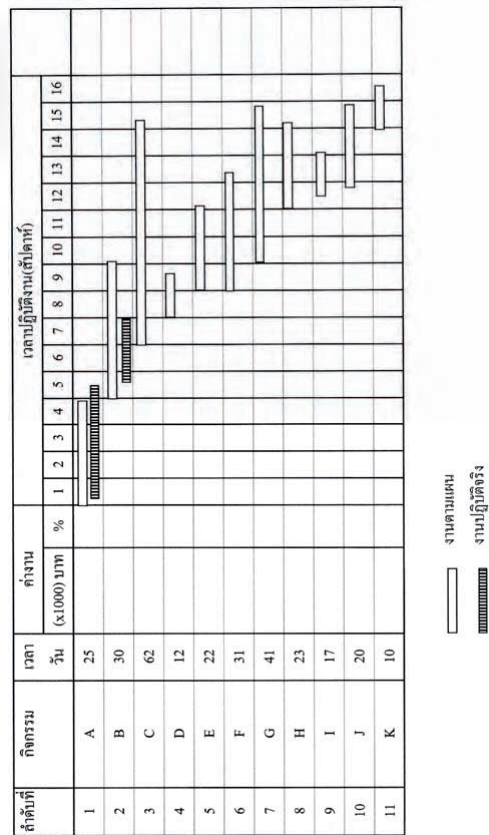 ลำดับที่ กิจกรรม เวลา ค่างาน เวลาปฏิบัติงาน(สัปดาห์)
วัน (x1000) บาท % 1 2 3 4 5 6 7 8 9 10 11 12 13 14 15 16
1 A 25
2 B 30
3 C 62
4 D 12
5 E 22
6 F 31
7 G 41
8 H 23
9 I 17
10 J 20
11 K 10
งานตามแผน
งานปฏิบัติจริง